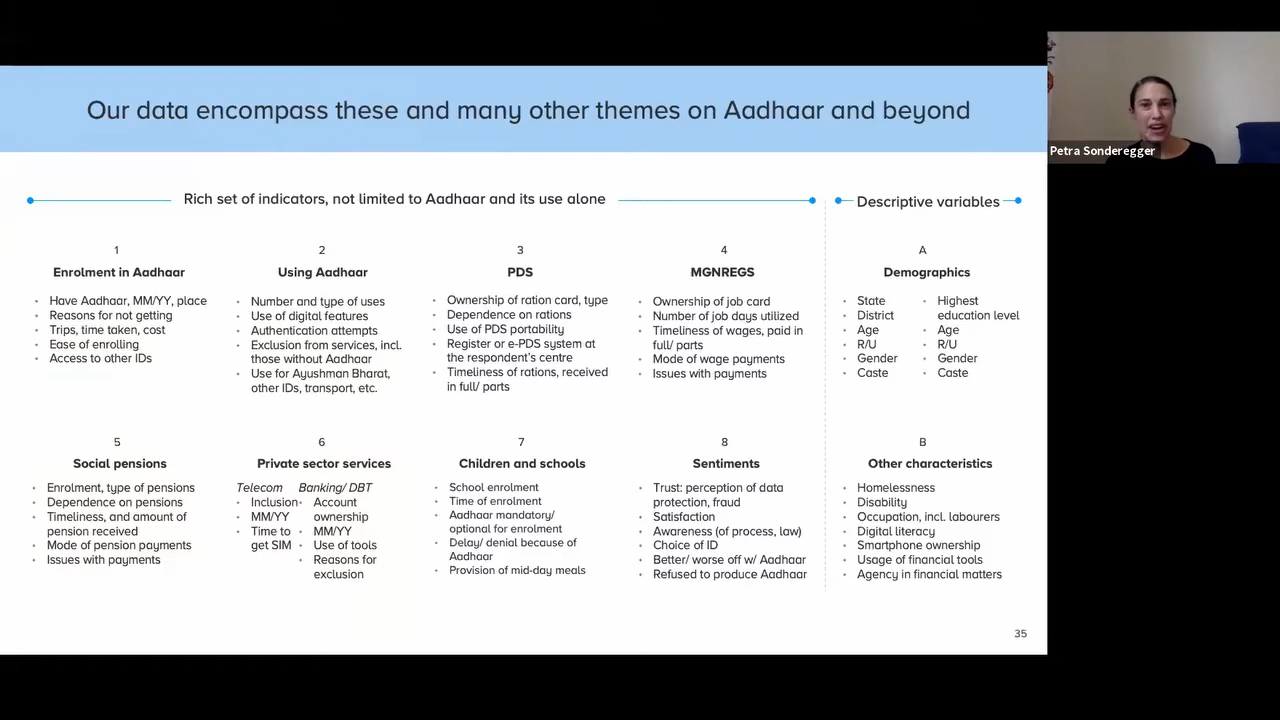 Our data encompass these and many other themes on Aadhaar and beyond
Petra Sonderegger
Rich set of indicators, not limited to Aadhaar and its use alone
Descriptive variables
1
Enrolment in Aadhaar
• Have Aadhaar, MM/YY, place
• Reasons for not getting
• Trips, time taken, cost
• Ease of enrolling
• Access to other IDs
2
Using Aadhaar
• Number and type of uses
• Use of digital features
• Authentication attempts
• Exclusion from services, incl.
those without Aadhaar
• Use for Ayushman Bharat,
other IDs, transport, etc.
3
PDS
• Ownership of ration card, type
• Dependence on rations
• Use of PDS portability
• Register or e-PDS system at
the respondent's centre
• Timeliness of rations, received
in full/ parts
4
MGNREGS
• Ownership of job card
• Number of job days utilized
• Timeliness of wages, paid in
full/ parts
• Mode of wage payments
• Issues with payments
A
Demographics
• State
• District
• Age
• R/U
• Gender
• Caste
• Highest
education level
• Age
• R/U
• Gender
• Caste
5
Social pensions
• Enrolment, type of pensions
• Dependence on pensions
• Timeliness, and amount of
pension received
• Mode of pension payments
• Issues with payments
6
Private sector services
Telecom
• Inclusion
• MM/YY
• Time to
get SIM
Banking/ DBT
• Account
ownership
• MM/YY
• Use of tools
• Reasons for
exclusion
7
Children and schools
• School enrolment
• Time of enrolment
• Aadhaar mandatory/
optional for enrolment
• Delay/ denial because of
Aadhaar
• Provision of mid-day meals
8
Sentiments
• Trust: perception of data
protection, fraud
• Satisfaction
• Awareness (of process, law)
• Choice of ID
• Better/ worse off w/ Aadhaar
• Refused to produce Aadhaar
B
Other characteristics
• Homelessness
• Disability
• Occupation, incl. labourers
• Digital literacy
• Smartphone ownership
• Usage of financial tools
• Agency in financial matters
35